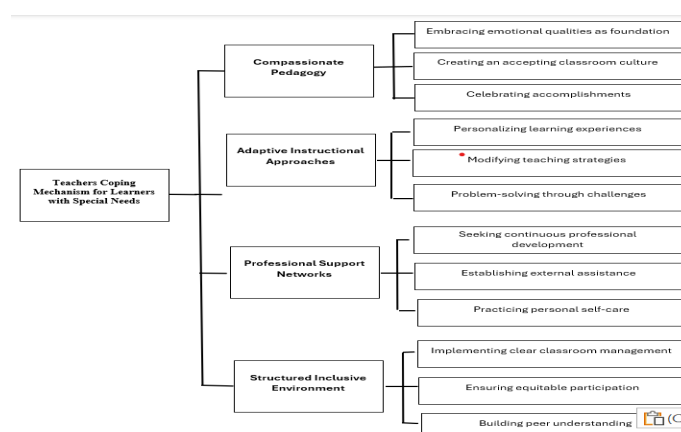 Embracing emotional qualities as foundation
Compassionate
Pedagogy
Creating an accepting classroom culture
Celebrating accomplishments
Personalizing learning experiences
Adaptive Instructional
Approaches
Modifying teaching strategies
Problem-solving through challenges
Teachers Coping
Mechanism for Learners
with Special Needs
Seeking continuous professional
development
Professional Support
Networks
Establishing external assistance
Practicing personal self-care
Implementing clear classroom management
Structured Inclusive
Environment
Ensuring equitable participation
Building peer understanding
(C